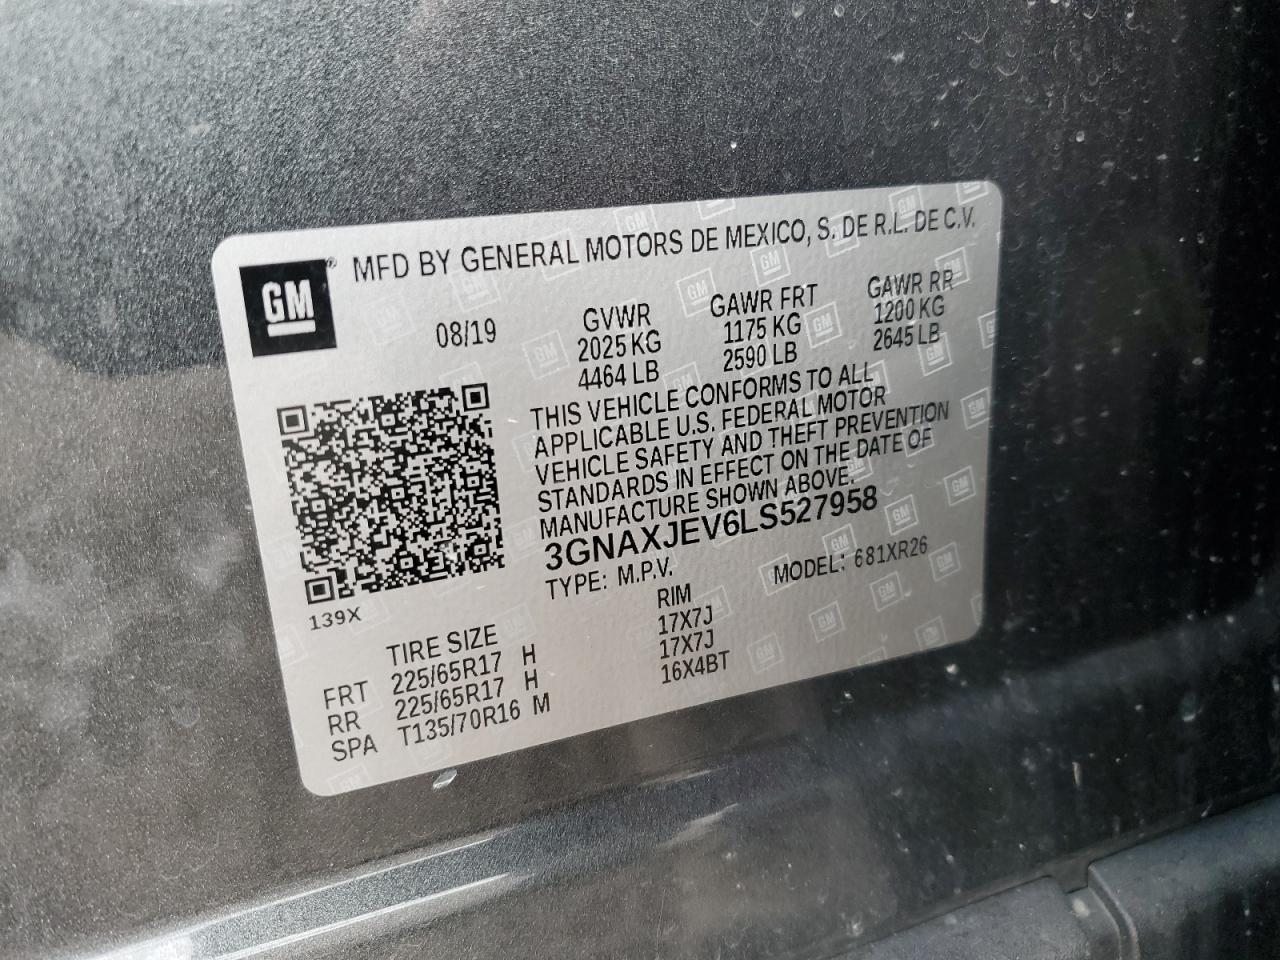 GM® MFD BY GENERAL MOTORS DE MEXICO, S. DE R.L. DE C.V.
08/19
GVWR
2025 KG
4464 LB
GAWR FRT
1175 KG
2590 LB
GAWR RR
1200 KG
2645 LB
THIS VEHICLE CONFORMS TO ALL
APPLICABLE U.S. FEDERAL MOTOR
VEHICLE SAFETY AND THEFT PREVENTION
STANDARDS IN EFFECT ON THE DATE OF
MANUFACTURE SHOWN ABOVE.
3GNAXJEV6LS527958
TYPE: M.P.V. MODEL: 681XR26
139X
TIRE SIZE RIM
FRT 225/65R17 H 17X7J
RR 225/65R17 H 17X7J
SPA T135/70R16 M 16X4BT